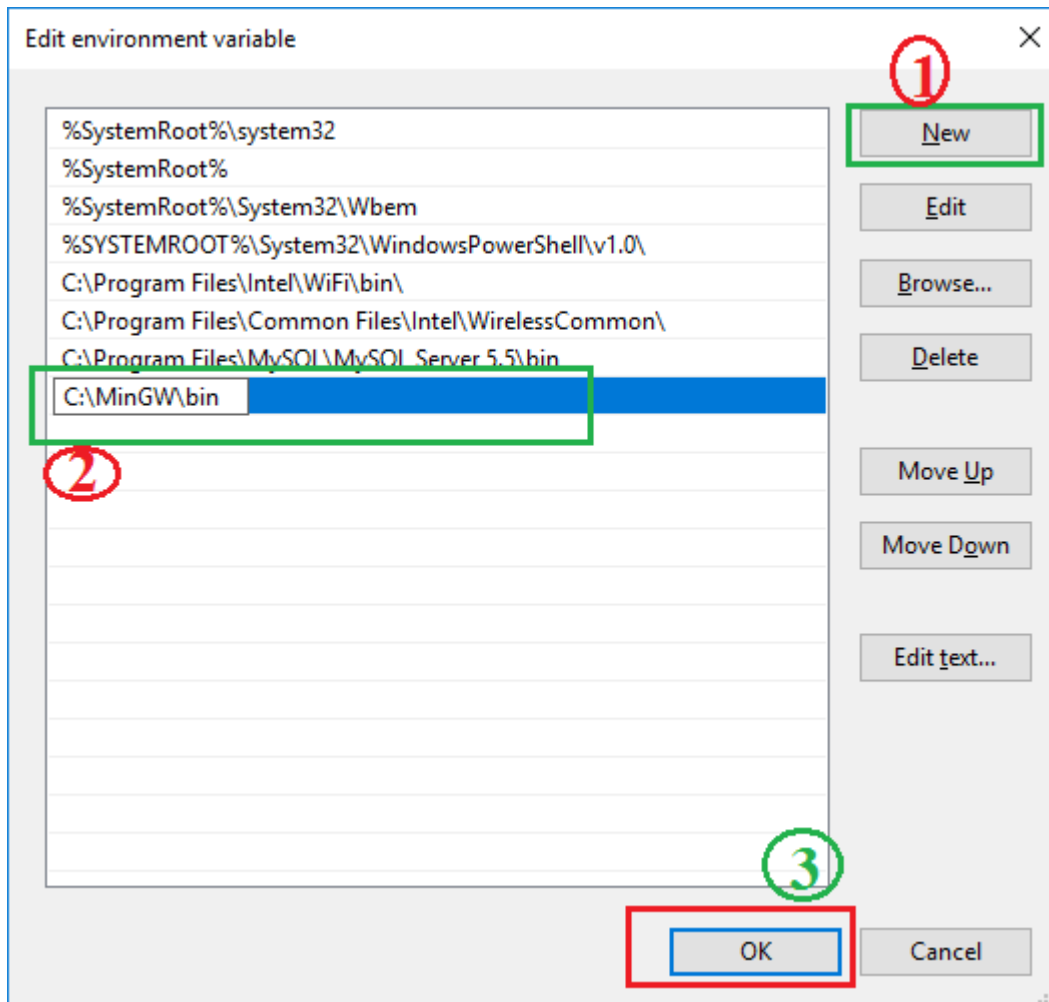 Edit environment variable
1
%SystemRoot%\system32
New
%SystemRoot%
%SystemRoot%\System32\Wbem
Edit
%SYSTEMROOT%\System32\WindowsPowerShell\v1.0\
C:\Program Files\Intel\WiFi\bin\
Browse...
C:\Program Files\Common Files\Intel\WirelessCommon\
C:\Program Files\MySQL\MySQL Server 5.5\bin
Delete
C:\MinGW\bin
2
Move Up
Move Down
Edit text...
3
OK
Cancel